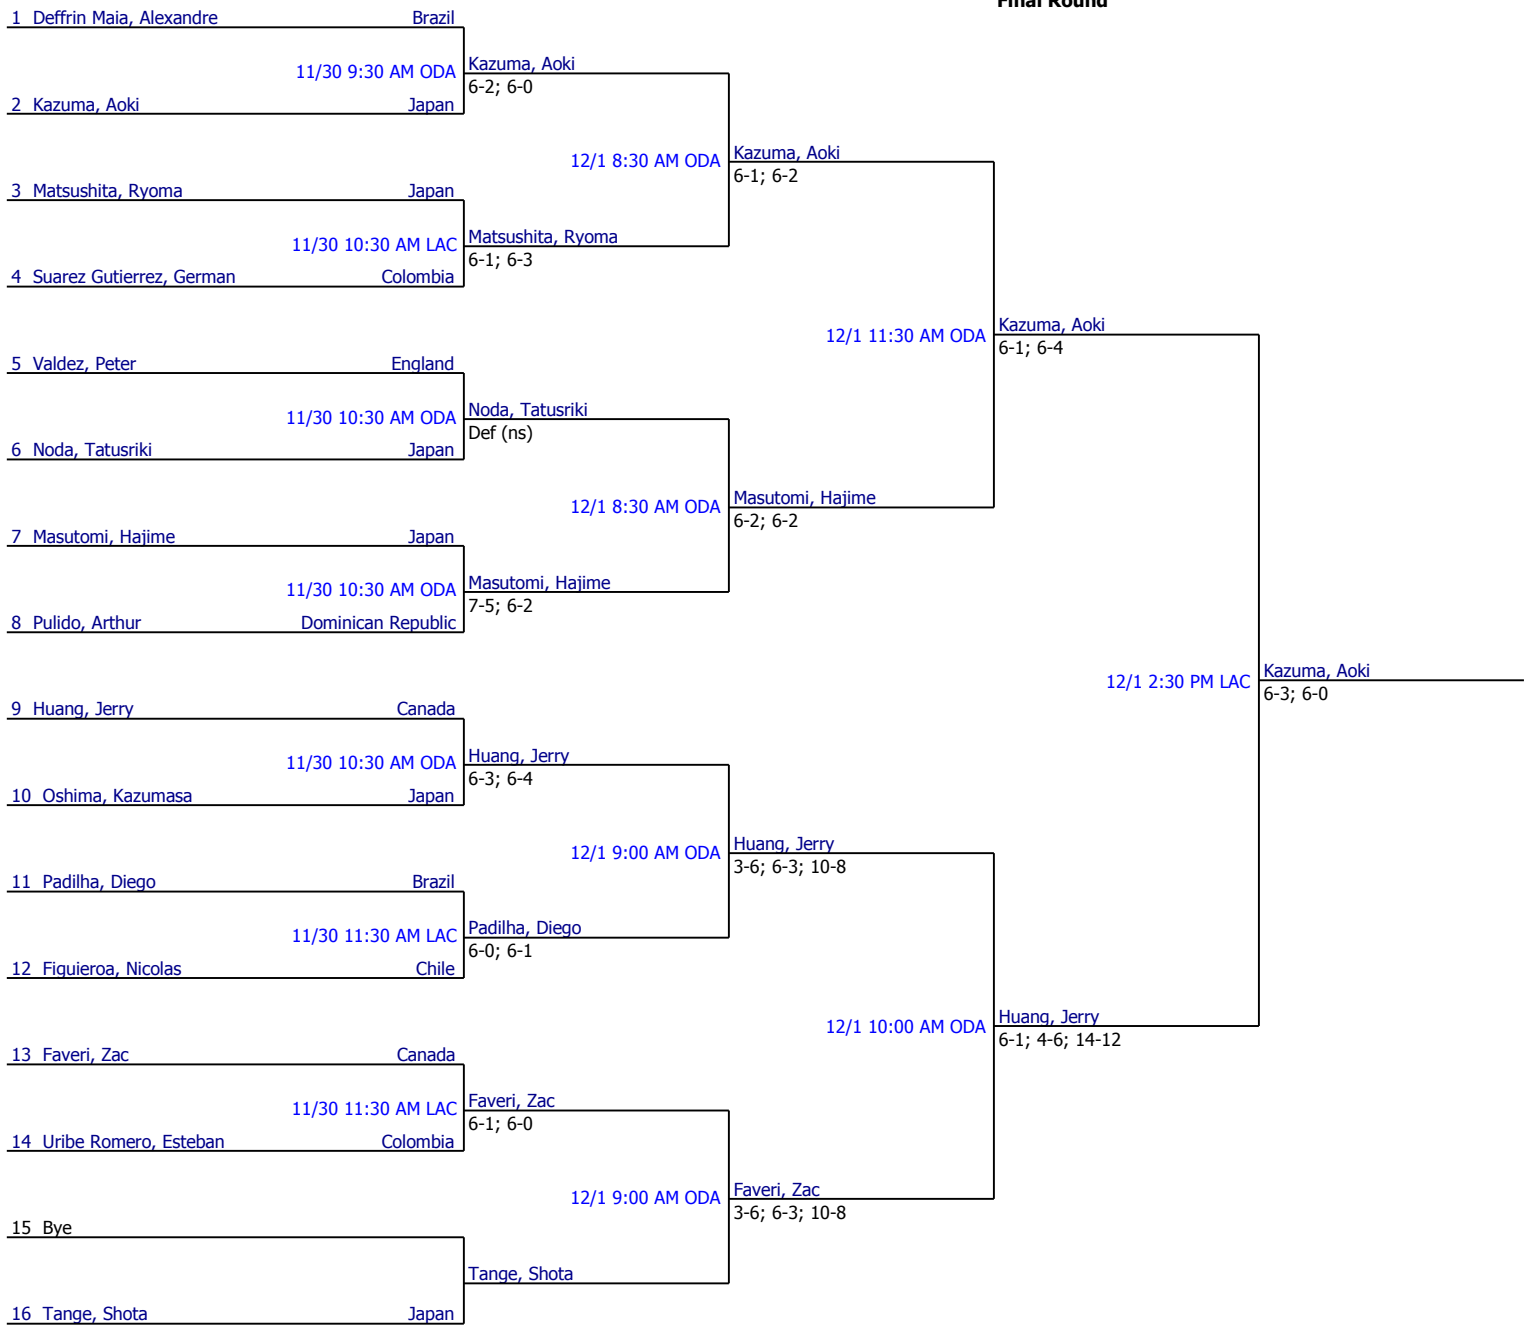 Final Round
1 Deffrin Maia, Alexandre Brazil
11/30 9:30 AM ODA
Kazuma, Aoki
6-2; 6-0
2 Kazuma, Aoki Japan
12/1 8:30 AM ODA
Kazuma, Aoki
6-1; 6-2
3 Matsushita, Ryoma Japan
11/30 10:30 AM LAC
Matsushita, Ryoma
6-1; 6-3
4 Suarez Gutierrez, German Colombia
12/1 11:30 AM ODA
Kazuma, Aoki
6-1; 6-4
5 Valdez, Peter England
11/30 10:30 AM ODA
Noda, Tatusriki
Def (ns)
6 Noda, Tatusriki Japan
12/1 8:30 AM ODA
Masutomi, Hajime
6-2; 6-2
7 Masutomi, Hajime Japan
11/30 10:30 AM ODA
Masutomi, Hajime
7-5; 6-2
8 Pulido, Arthur Dominican Republic
12/1 2:30 PM LAC
Kazuma, Aoki
6-3; 6-0
9 Huang, Jerry Canada
11/30 10:30 AM ODA
Huang, Jerry
6-3; 6-4
10 Oshima, Kazumasa Japan
12/1 9:00 AM ODA
Huang, Jerry
3-6; 6-3; 10-8
11 Padilha, Diego Brazil
11/30 11:30 AM LAC
Padilha, Diego
6-0; 6-1
12 Figuieroa, Nicolas Chile
12/1 10:00 AM ODA
Huang, Jerry
6-1; 4-6; 14-12
13 Faveri, Zac Canada
11/30 11:30 AM LAC
Faveri, Zac
6-1; 6-0
14 Uribe Romero, Esteban Colombia
12/1 9:00 AM ODA
Faveri, Zac
3-6; 6-3; 10-8
15 Bye
Tange, Shota
16 Tange, Shota Japan